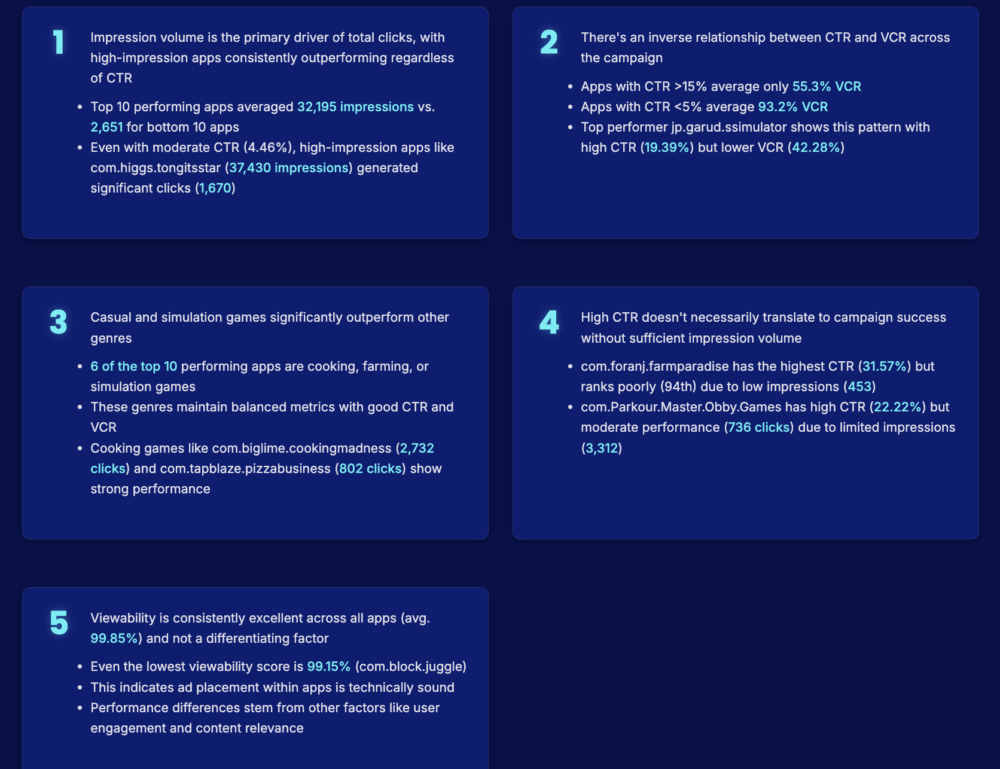 1
Impression volume is the primary driver of total clicks, with
high-impression apps consistently outperforming regardless
of CTR
• Top 10 performing apps averaged 32,195 impressions vs.
2,651 for bottom 10 apps
• Even with moderate CTR (4.46%), high-impression apps like
com.higgs.tongitsstar (37,430 impressions) generated
significant clicks (1,670)
2
There's an inverse relationship between CTR and VCR across
the campaign
• Apps with CTR >15% average only 55.3% VCR
• Apps with CTR <5% average 93.2% VCR
• Top performer jp.garud.ssimulator shows this pattern with
high CTR (19.39%) but lower VCR (42.28%)
3
Casual and simulation games significantly outperform other
genres
• 6 of the top 10 performing apps are cooking, farming, or
simulation games
• These genres maintain balanced metrics with good CTR and
VCR
• Cooking games like com.biglime.cookingmadness (2,732
clicks) and com.tapblaze.pizzabusiness (802 clicks) show
strong performance
4
High CTR doesn't necessarily translate to campaign success
without sufficient impression volume
• com.foranj.farmparadise has the highest CTR (31.57%) but
ranks poorly (94th) due to low impressions (453)
• com.Parkour.Master.Obby.Games has high CTR (22.22%) but
moderate performance (736 clicks) due to limited impressions
(3,312)
5
Viewability is consistently excellent across all apps (avg.
99.85%) and not a differentiating factor
• Even the lowest viewability score is 99.15% (com.block.juggle)
• This indicates ad placement within apps is technically sound
• Performance differences stem from other factors like user
engagement and content relevance